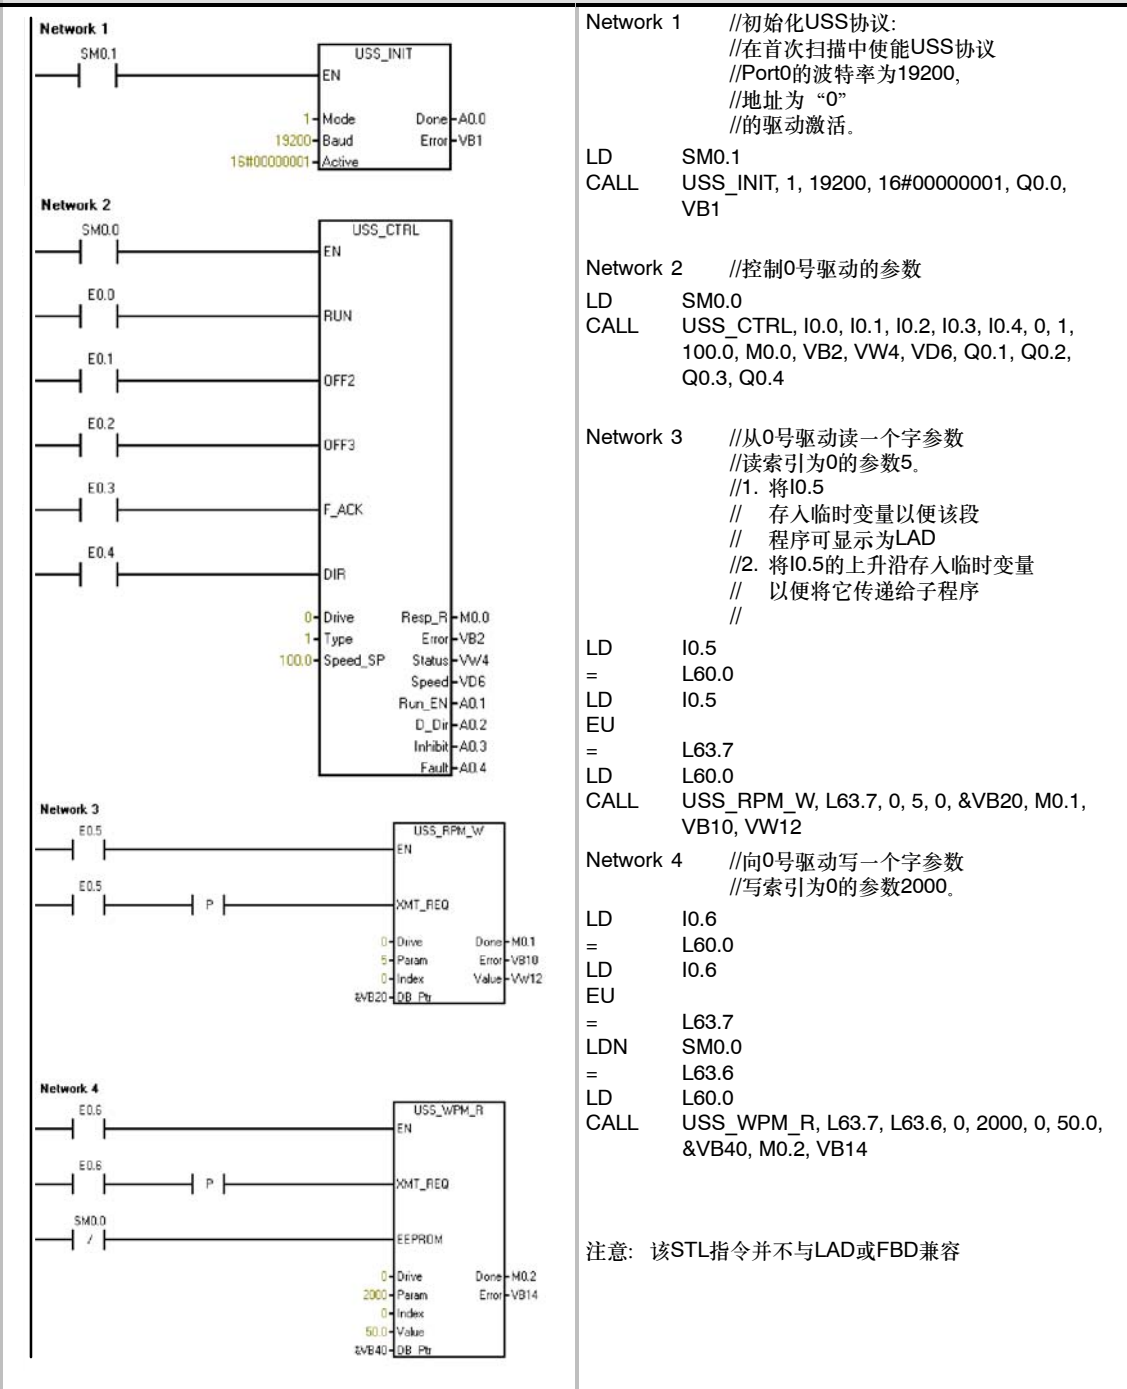 Network 1
SM0.1
USS_INIT
EN
1 Mode Done A0.0
19200 Baud Error VB1
16#00000001 Active
Network 2
SM0.0
USS_CTRL
EN
E0.0
RUN
E0.1
OFF2
E0.2
OFF3
E0.3
F_ACK
E0.4
DIR
0 Drive Resp_R M0.0
1 Type Error VB2
100.0 Speed_SP Status VW4
Speed VD6
Run_EN A0.1
D_Dir A0.2
Inhibit A0.3
Fault A0.4
Network 3
E0.5
USS_RPM_W
EN
E0.5
P
XMT_REQ
0 Drive Done M0.1
5 Param Error VB10
0 Index Value VW12
&VB20 DB_Ptr
Network 4
E0.6
USS_WPM_R
EN
E0.6
P
XMT_REQ
SM0.0
/
EEPROM
0 Drive Done M0.2
2000 Param Error VB14
0 Index
50.0 Value
&VB40 DB_Ptr
Network 1 //初始化USS协议:
//在首次扫描中使能USS协议
//Port0的波特率为19200,
//地址为“0”
//的驱动激活。
LD SM0.1
CALL USS_INIT, 1, 19200, 16#00000001, Q0.0,
VB1
Network 2 //控制0号驱动的参数
LD SM0.0
CALL USS_CTRL, I0.0, I0.1, I0.2, I0.3, I0.4, 0, 1,
100.0, M0.0, VB2, VW4, VD6, Q0.1, Q0.2,
Q0.3, Q0.4
Network 3 //从0号驱动读一个字参数
//读索引为0的参数5。
//1. 将I0.5
// 存入临时变量以便该段
// 程序可显示为LAD
//2. 将I0.5的上升沿存入临时变量
// 以便将它传递给子程序
//
LD I0.5
= L60.0
LD I0.5
EU
= L63.7
LD L60.0
CALL USS_RPM_W, L63.7, 0, 5, 0, &VB20, M0.1,
VB10, VW12
Network 4 //向0号驱动写一个字参数
//写索引为0的参数2000。
LD I0.6
= L60.0
LD I0.6
EU
= L63.7
LDN SM0.0
= L63.6
LD L60.0
CALL USS_WPM_R, L63.7, L63.6, 0, 2000, 0, 50.0,
&VB40, M0.2, VB14
注意: 该STL指令并不与LAD或FBD兼容